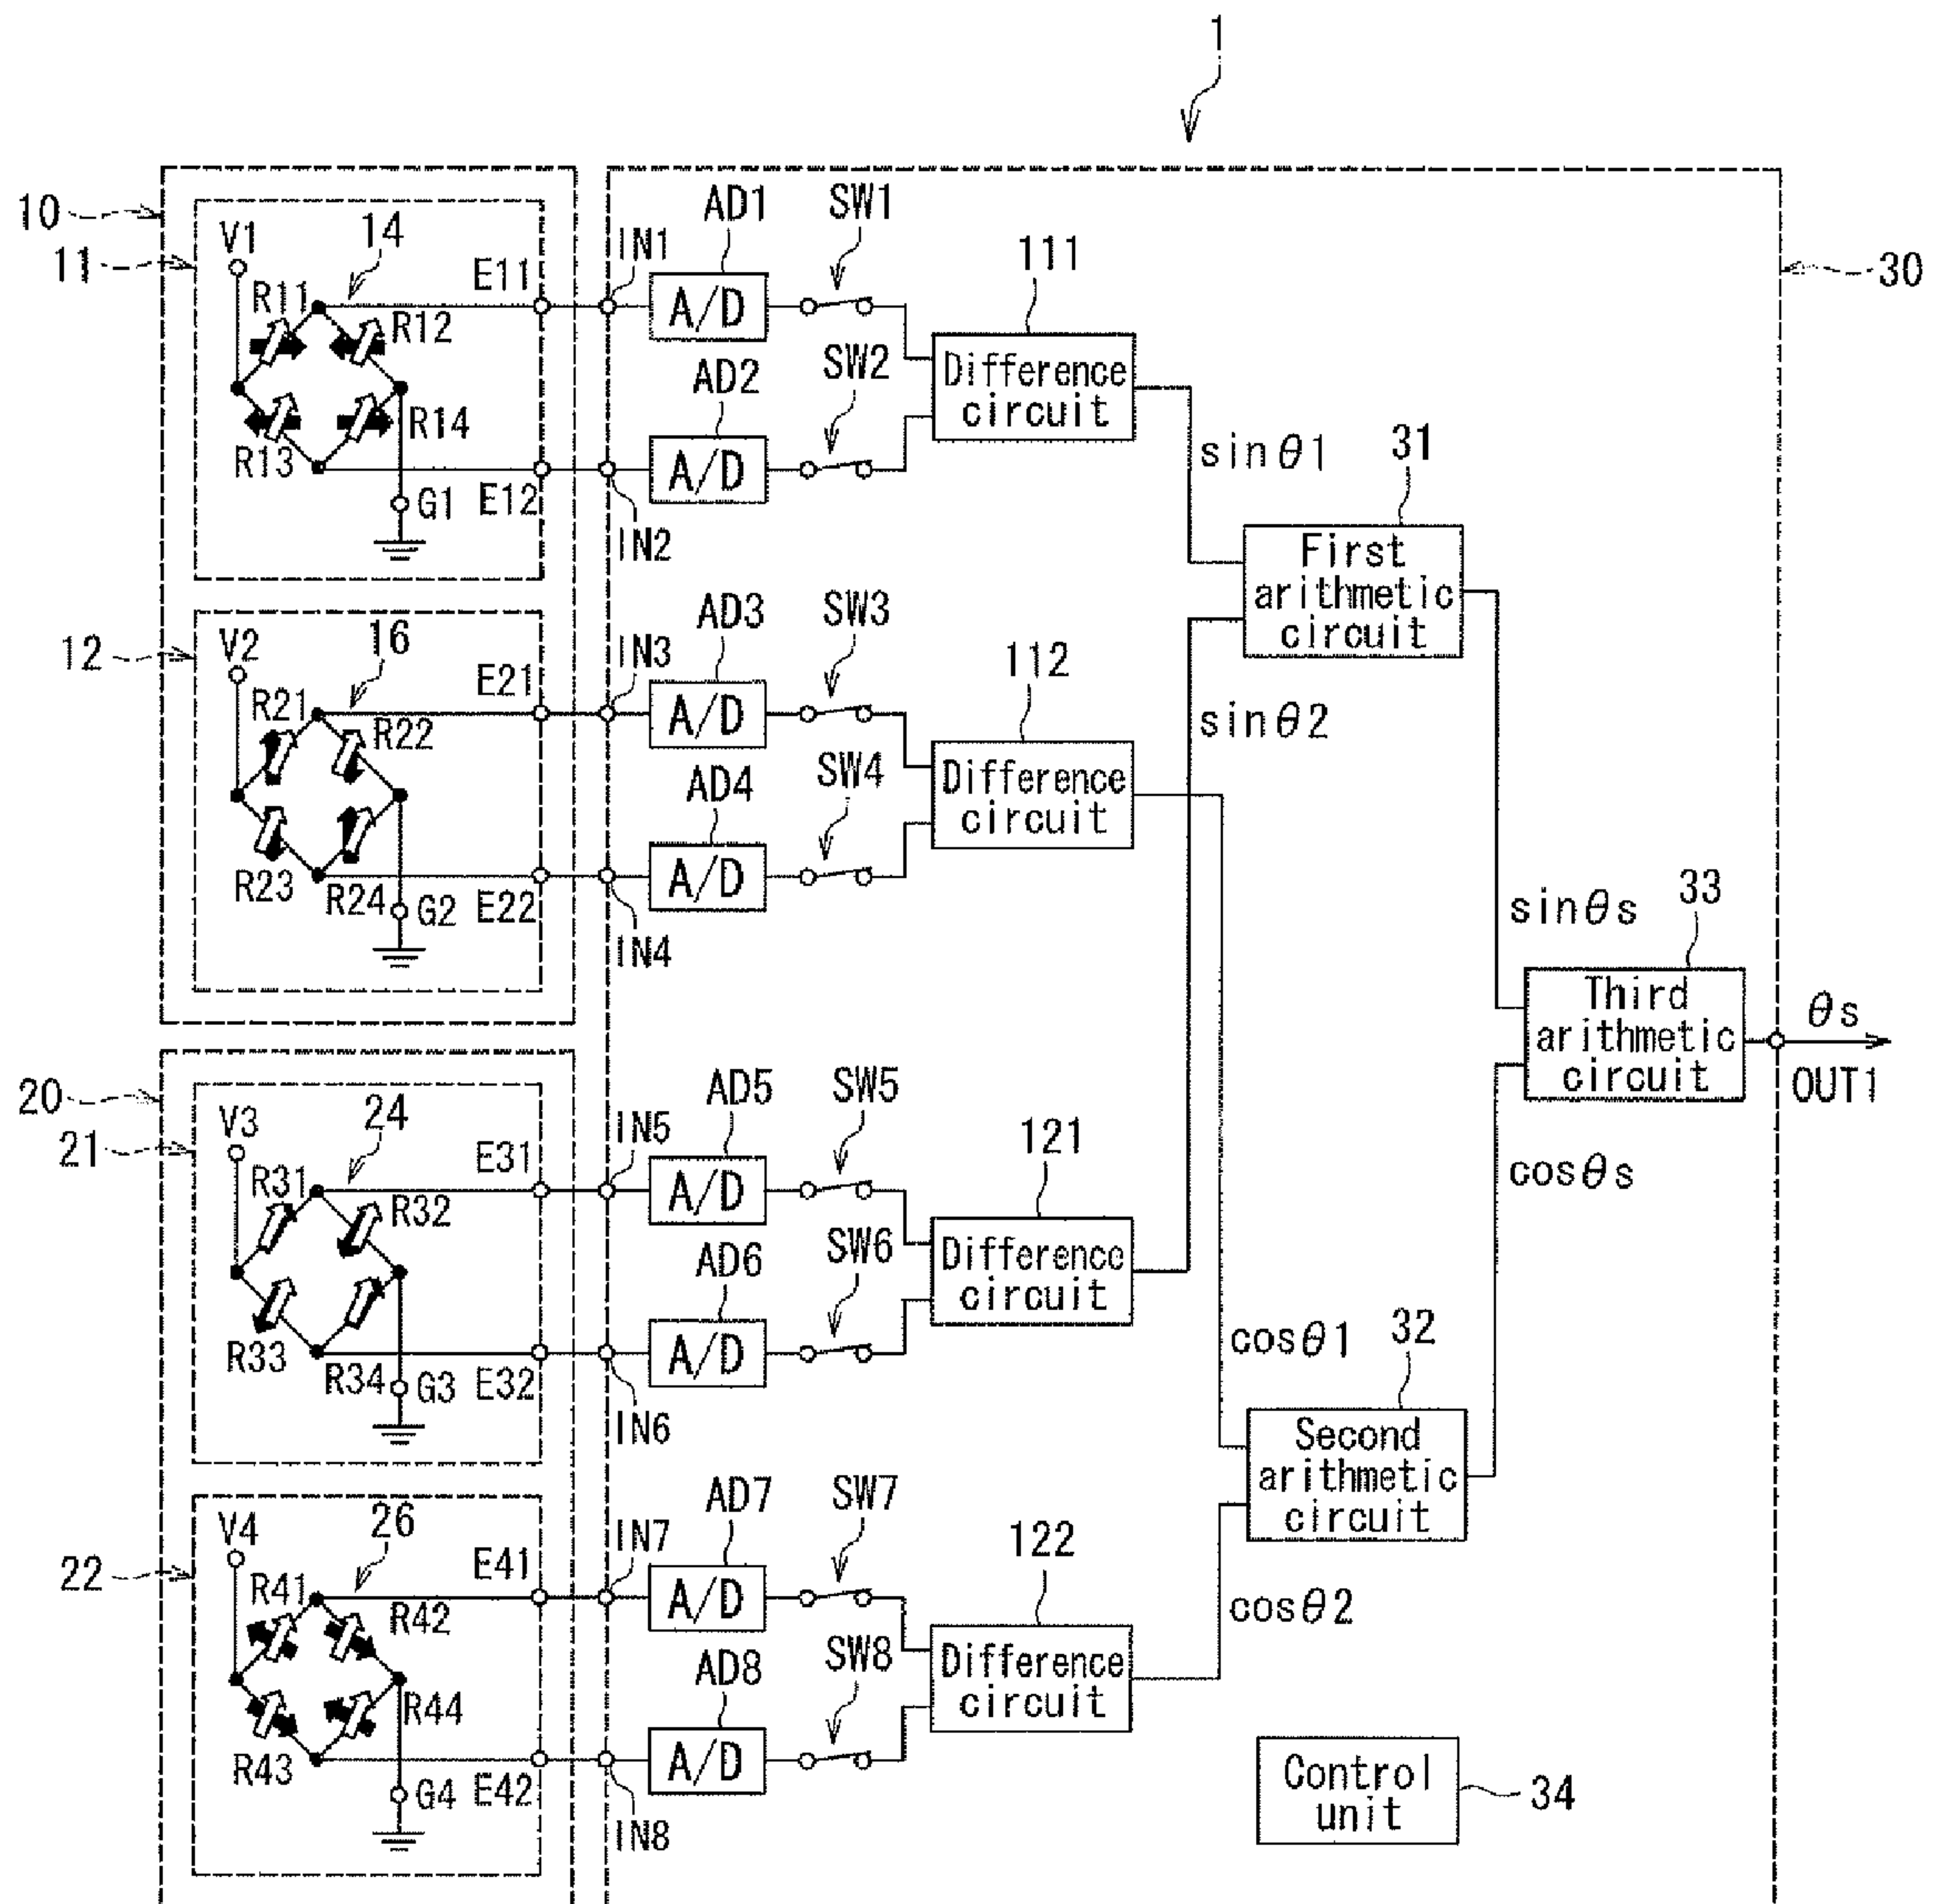 1
10
11
V1
14
R11
R12
R13
R14
G1
E11
E12
IN1
IN2
AD1
A/D
SW1
AD2
A/D
SW2
111
Difference
circuit
sinθ1
30
12
V2
16
R21
R22
R23
R24
G2
E21
E22
IN3
IN4
AD3
A/D
SW3
AD4
A/D
SW4
112
Difference
circuit
sinθ2
31
First
arithmetic
circuit
sinθs
33
Third
arithmetic
circuit
θs
OUT1
20
21
V3
24
R31
R32
R33
R34
G3
E31
E32
IN5
IN6
AD5
A/D
SW5
AD6
A/D
SW6
121
Difference
circuit
cosθ1
cosθs
32
Second
arithmetic
circuit
22
V4
26
R41
R42
R43
R44
G4
E41
E42
IN7
IN8
AD7
A/D
SW7
AD8
A/D
SW8
122
Difference
circuit
cosθ2
Control
unit
34